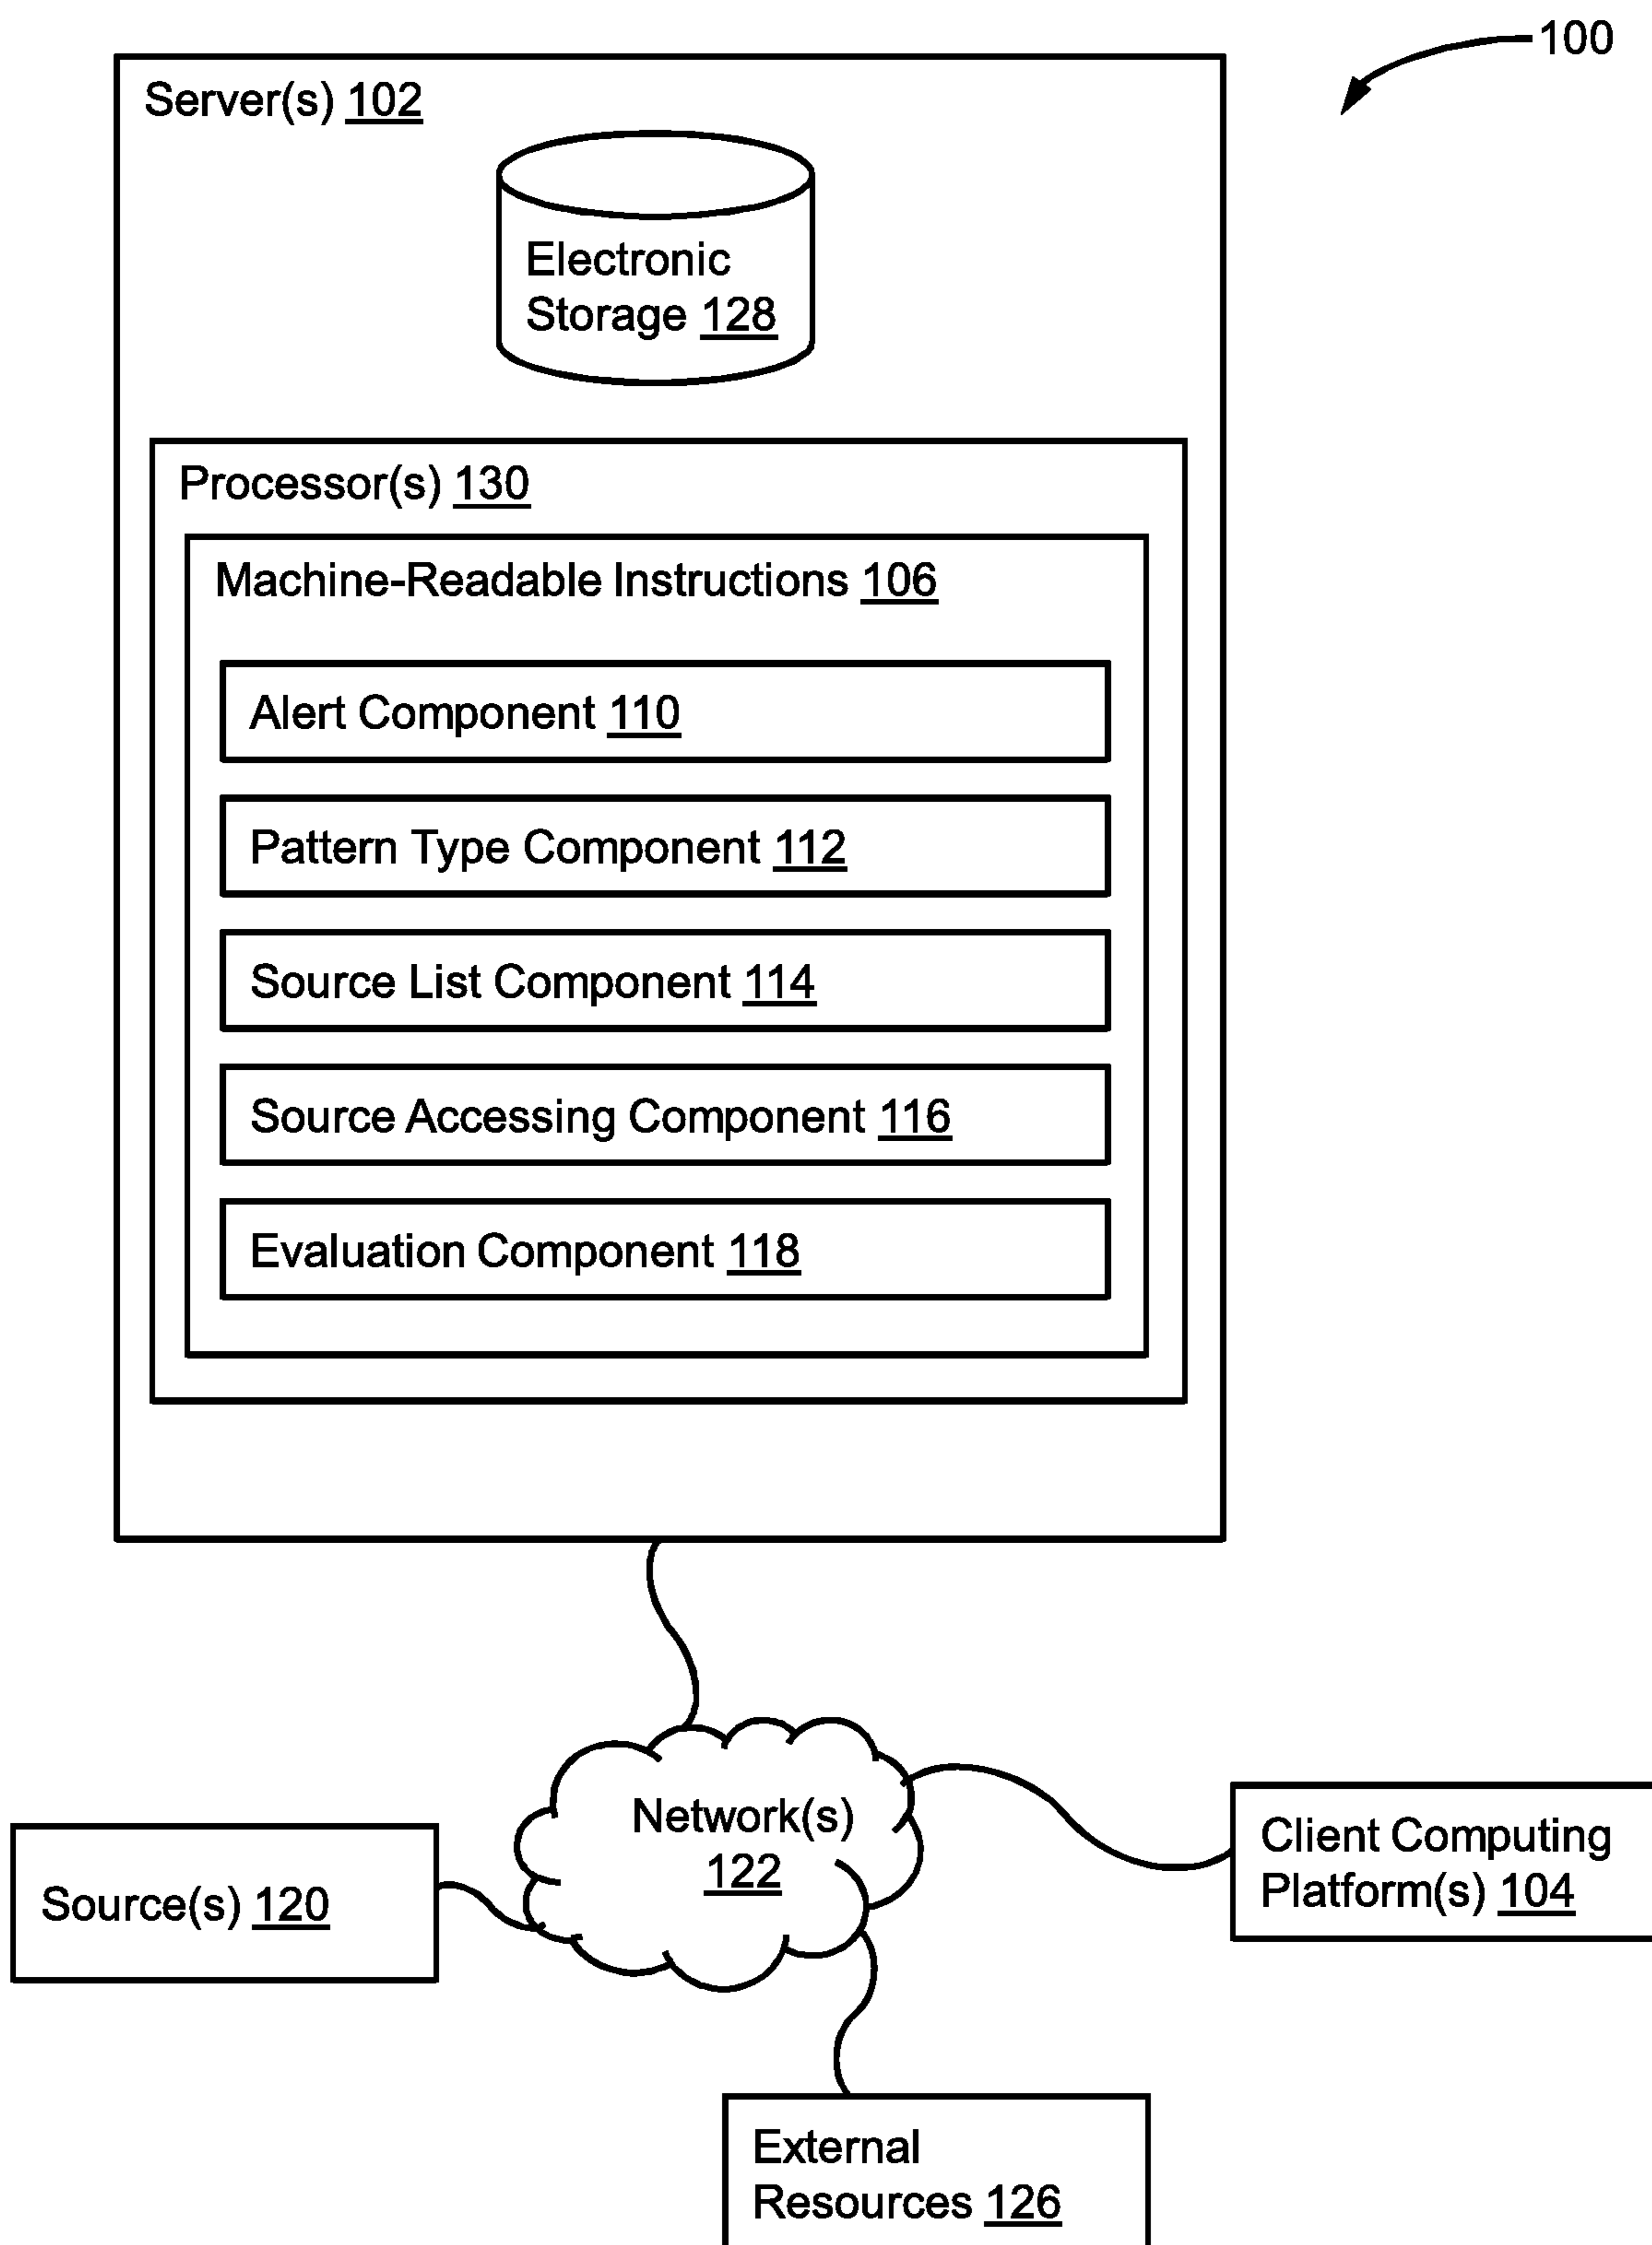 100
Server(s) 102
Electronic
Storage 128
Processor(s) 130
Machine-Readable Instructions 106
Alert Component 110
Pattern Type Component 112
Source List Component 114
Source Accessing Component 116
Evaluation Component 118
Network(s)
122
Client Computing
Platform(s) 104
Source(s) 120
External
Resources 126